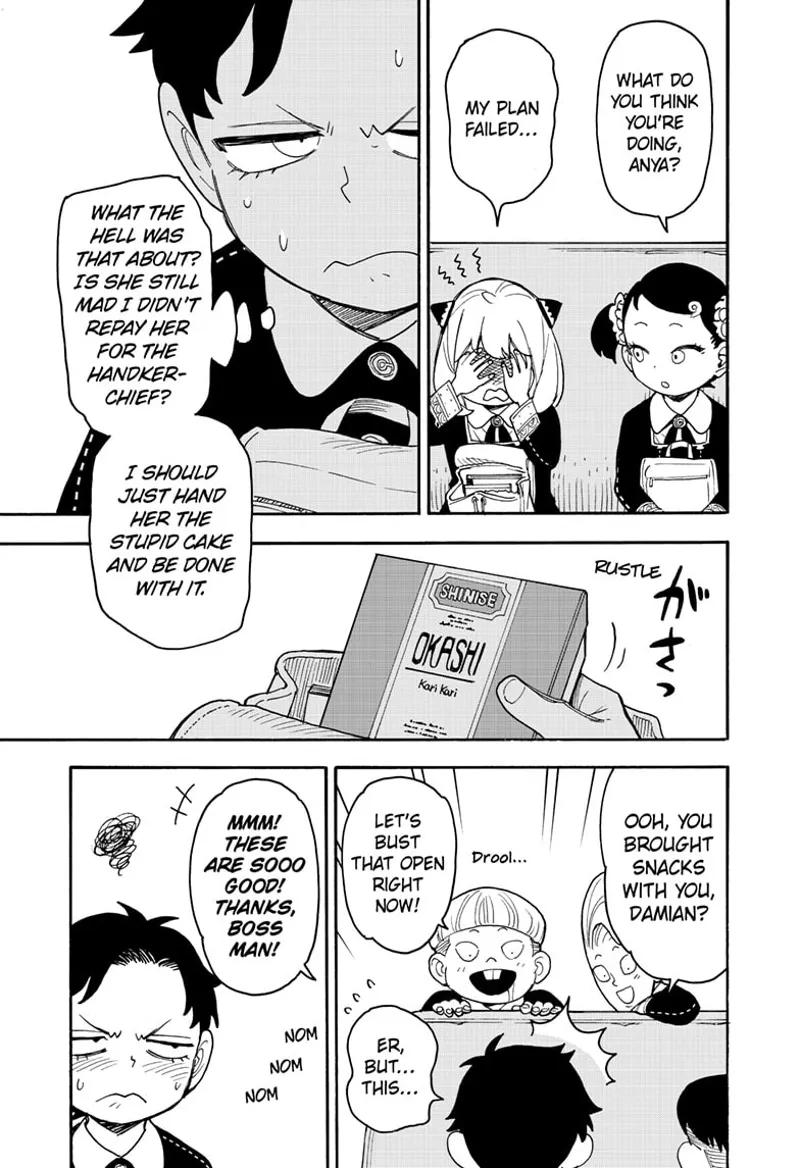 WHAT DO
YOU THINK
YOU'RE
DOING,
ANYA?
MY PLAN
FAILED...
WHAT THE
HELL WAS
THAT ABOUT?
IS SHE STILL
MAD I DIDN'T
REPAY HER
FOR THE
HANDKER-
CHIEF?
I SHOULD
JUST HAND
HER THE
STUPID CAKE
AND BE DONE
WITH IT.
RUSTLE
ガサっ
SHINISE
OKASHI
Kari Kari
OOH, YOU
BROUGHT
SNACKS
WITH YOU,
DAMIAN?
LET'S
BUST
THAT OPEN
RIGHT
NOW!
Drool...
ER,
BUT...
THIS...
MMM!
THESE
ARE SOOO
GOOD!
THANKS,
BOSS
MAN!
NOM
NOM
NOM